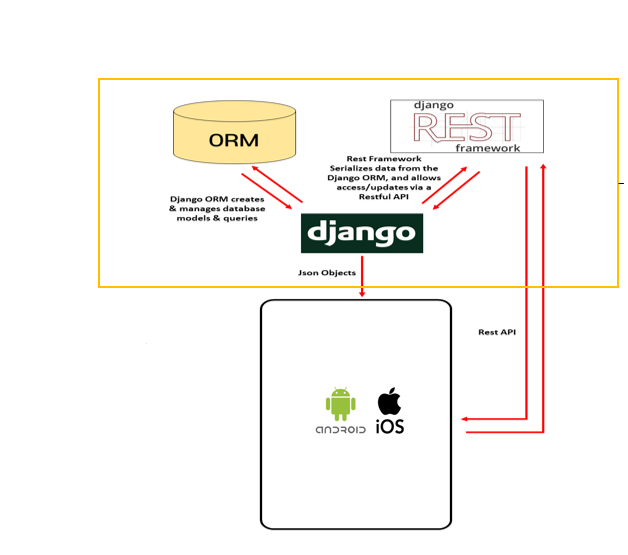 ORM
django
REST
framework
Rest Framework
Serializes data from the
Django ORM, and allows
access/updates via a
Restful API
Django ORM creates
& manages database
models & queries
django
Json Objects
Rest API
ANDROID
iOS